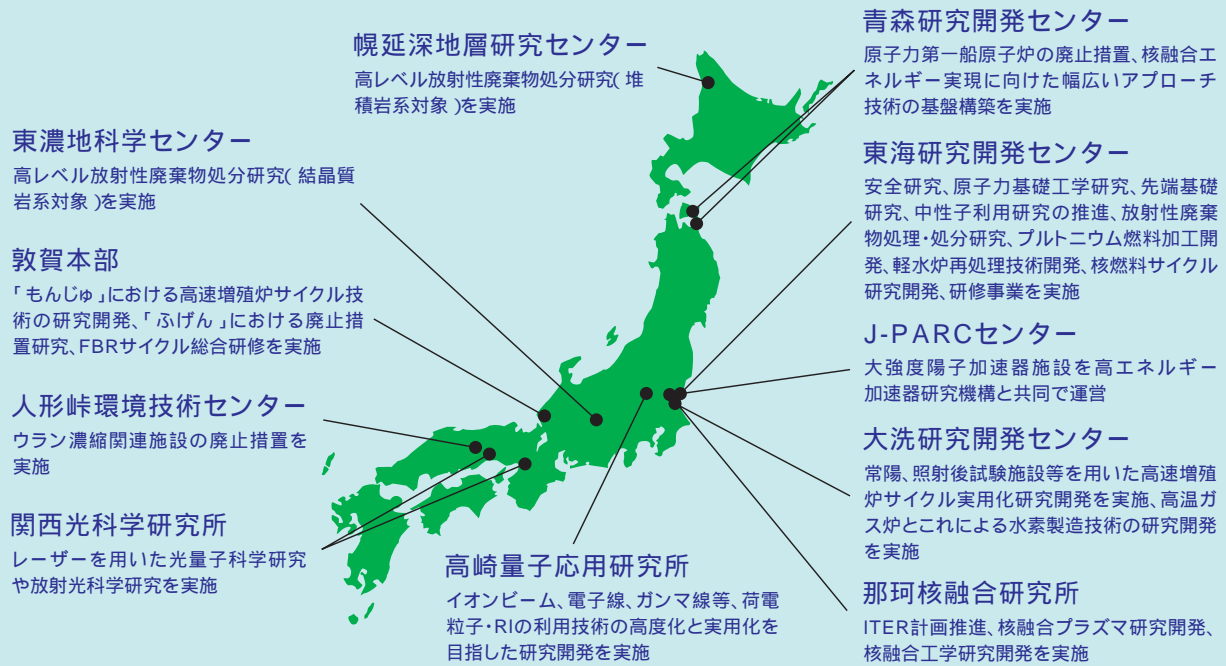 幌延深地層研究センター
高レベル放射性廃棄物処分研究(堆
積岩系対象)を実施
東濃地科学センター
高レベル放射性廃棄物処分研究(結晶質
岩系対象)を実施
敦賀本部
「もんじゅ」における高速増殖炉サイクル技
術の研究開発、「ふげん」における廃止措
置研究、FBRサイクル総合研修を実施
人形峠環境技術センター
ウラン濃縮関連施設の廃止措置を
実施
関西光科学研究所
レーザーを用いた光量子科学研究
や放射光科学研究を実施
高崎量子応用研究所
イオンビーム、電子線、ガンマ線等、荷電
粒子・RIの利用技術の高度化と実用化を
目指した研究開発を実施
青森研究開発センター
原子力第一船原子炉の廃止措置、核融合エ
ネルギー実現に向けた幅広いアプローチ
技術の基盤構築を実施
東海研究開発センター
安全研究、原子力基礎工学研究、先端基礎
研究、中性子利用研究の推進、放射性廃棄
物処理・処分研究、プルトニウム燃料加工開
発、軽水炉再処理技術開発、核燃料サイクル
研究開発、研修事業を実施
J-PARCセンター
大強度陽子加速器施設を高エネルギー
加速器研究機構と共同で運営
大洗研究開発センター
常陽、照射後試験施設等を用いた高速増殖
炉サイクル実用化研究開発を実施、高温ガ
ス炉とこれによる水素製造技術の研究開発
を実施
那珂核融合研究所
ITER計画推進、核融合プラズマ研究開発、
核融合工学研究開発を実施